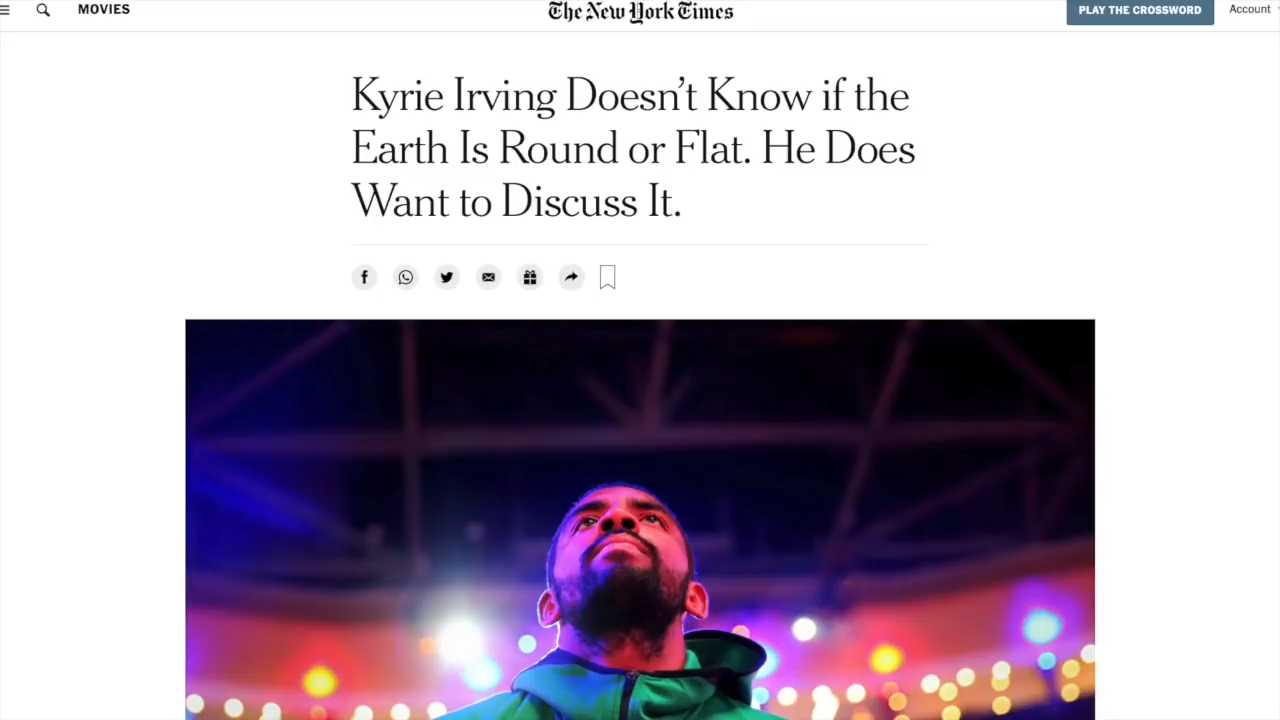 MOVIES
The New York Times
PLAY THE CROSSWORD
Account
Kyrie Irving Doesn’t Know if the
Earth Is Round or Flat. He Does
Want to Discuss It.